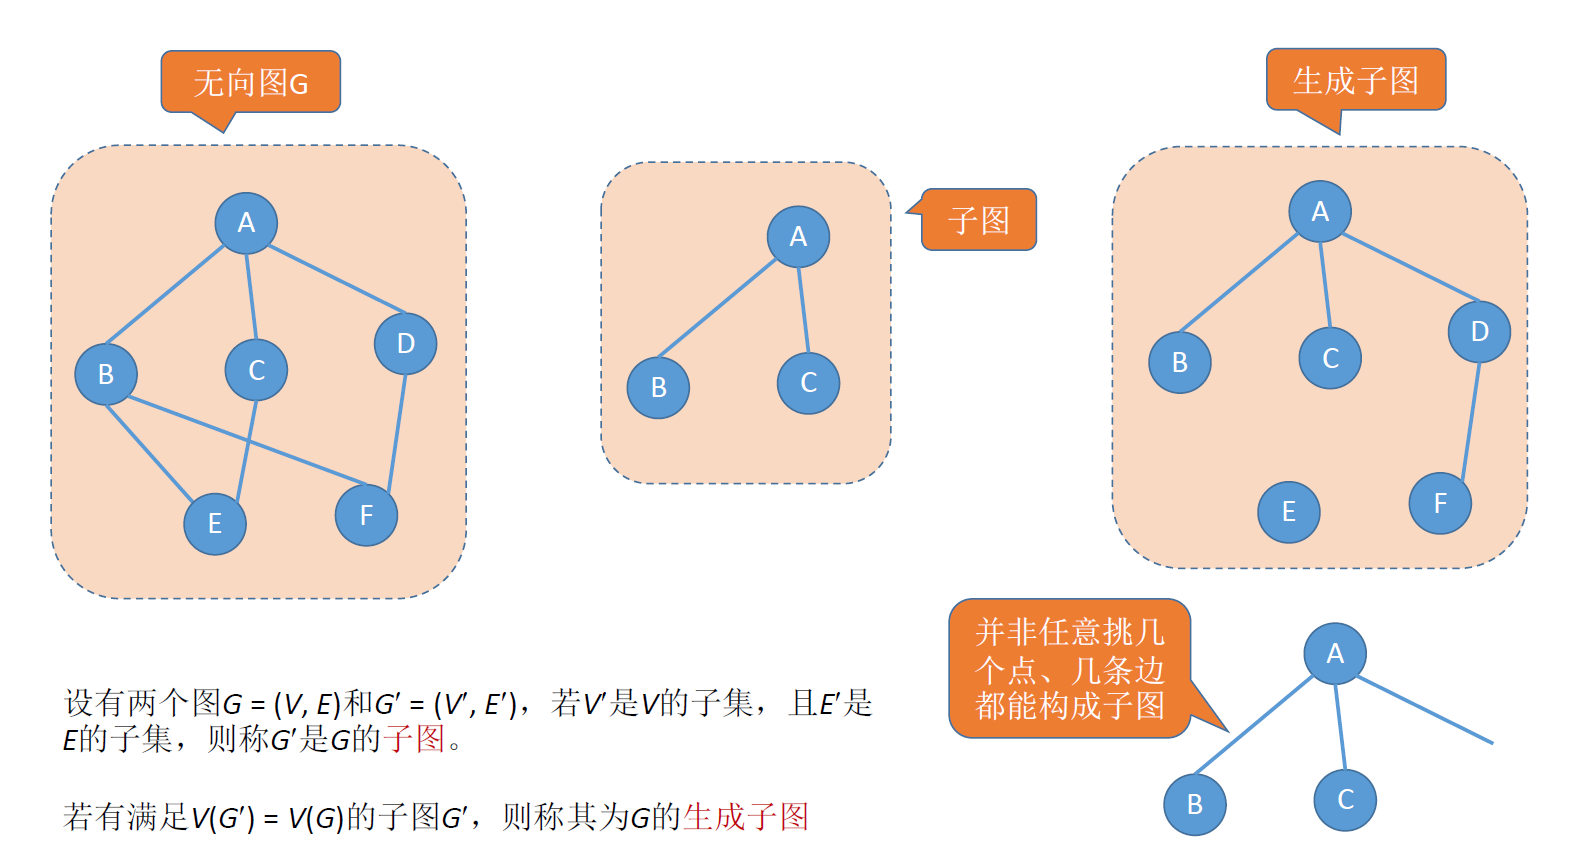 无向图G
生成子图
子图
A
B
C
D
E
F
A
B
C
A
B
C
D
E
F
并非任意挑几
个点、几条边
都能构成子图
A
B
C
设有两个图G = (V, E)和G′ = (V′, E′)，若V′是V的子集，且E′是
E的子集，则称G′是G的子图。
若有满足V(G′) = V(G)的子图G′，则称其为G的生成子图